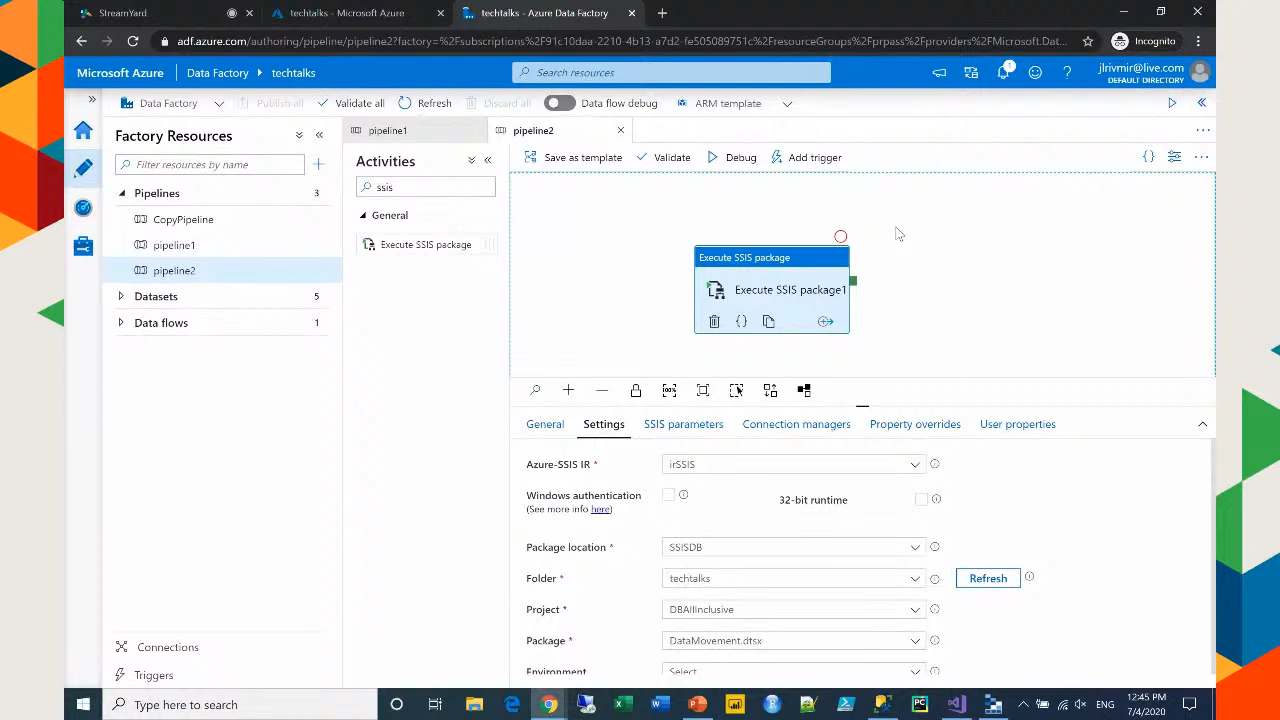 StreamYard
techtalks - Microsoft Azure
techtalks - Azure Data Factory
adf.azure.com/authoring/pipeline/pipeline2?factory=%2Fsubscriptions%2F91c10daa-2210-4b13-a7d2-fe505089751c%2FresourceGroups%2Fprpass%2Fproviders%2FMicrosoft.Dat...
Incognito
Microsoft Azure
Data Factory
techtalks
Search resources
1
jlrivmir@live.com
DEFAULT DIRECTORY
Data Factory
Publish all
Validate all
Refresh
Discard all
Data flow debug
ARM template
Factory Resources
Filter resources by name
Pipelines 3
CopyPipeline
pipeline1
pipeline2
Datasets 5
Data flows 1
Connections
Triggers
pipeline1
pipeline2
Activities
ssis
General
Execute SSIS package
Save as template
Validate
Debug
Add trigger
Execute SSIS package
Execute SSIS package1
100%
General
Settings
SSIS parameters
Connection managers
Property overrides
User properties
Azure-SSIS IR * irSSIS
Windows authentication
(See more info here)
32-bit runtime
Package location * SSISDB
Folder * techtalks
Refresh
Project * DBAllInclusive
Package * DataMovement.dtsx
Environment Select...
Type here to search
ENG
12:45 PM
7/4/2020